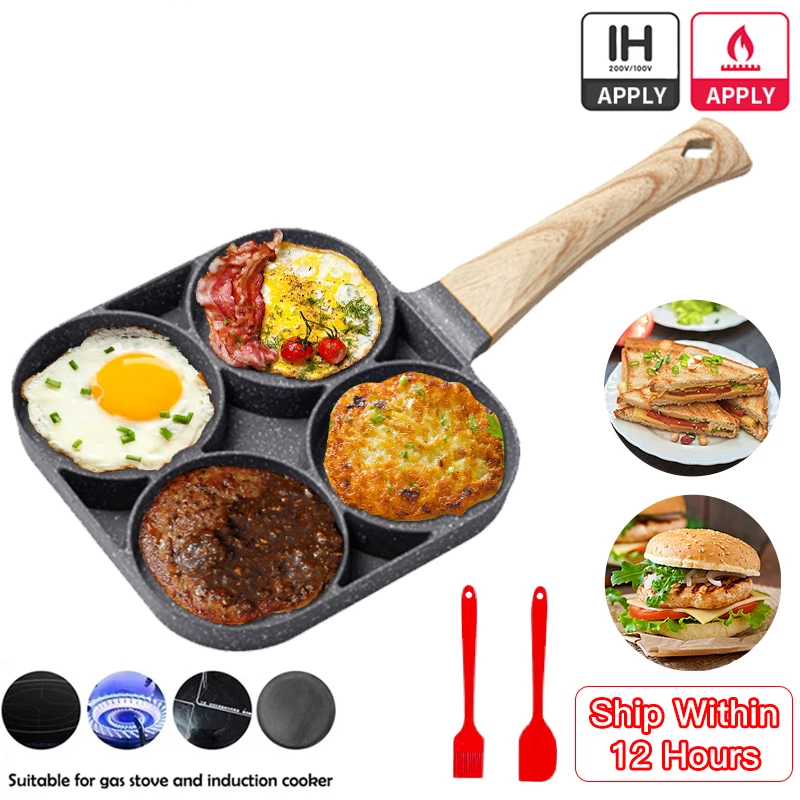 IH
200V/100V
APPLY
APPLY
Ship Within
12 Hours
Suitable for gas stove and induction cooker